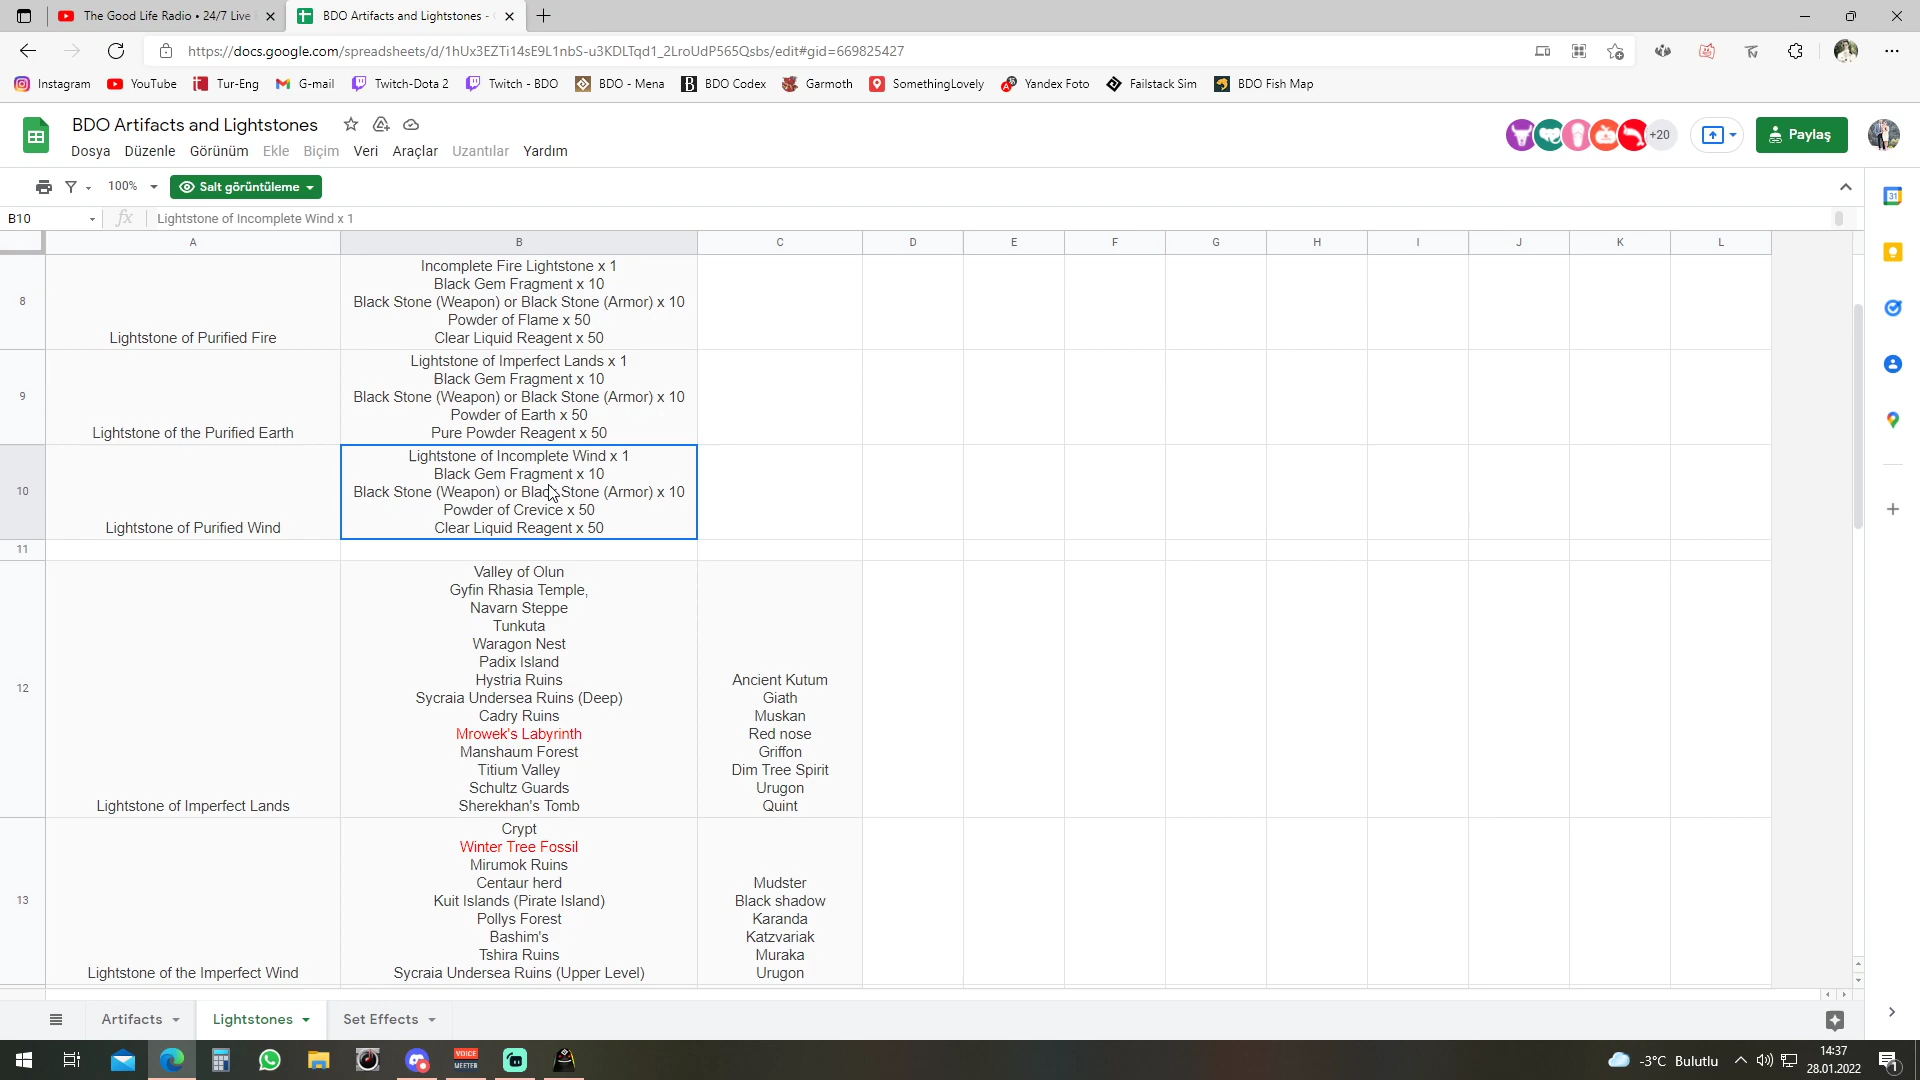 The Good Life Radio • 24/7 Live
BDO Artifacts and Lightstones -
https://docs.google.com/spreadsheets/d/1hUx3EZTi14sE9L1nbS-u3KDLTqd1_2LroUdP565Qsbs/edit#gid=669825427
Instagram YouTube Tur-Eng G-mail Twitch-Dota 2 Twitch - BDO BDO - Mena BDO Codex Garmoth SomethingLovely Yandex Foto Failstack Sim BDO Fish Map
BDO Artifacts and Lightstones
+20
Paylaş
Dosya Düzenle Görünüm Ekle Biçim Veri Araçlar Uzantılar Yardım
100%
Salt görüntüleme
B10
fx
Lightstone of Incomplete Wind x 1
A B C D E F G H I J K L
8
Lightstone of Purified Fire
Incomplete Fire Lightstone x 1
Black Gem Fragment x 10
Black Stone (Weapon) or Black Stone (Armor) x 10
Powder of Flame x 50
Clear Liquid Reagent x 50
9
Lightstone of the Purified Earth
Lightstone of Imperfect Lands x 1
Black Gem Fragment x 10
Black Stone (Weapon) or Black Stone (Armor) x 10
Powder of Earth x 50
Pure Powder Reagent x 50
10
Lightstone of Purified Wind
Lightstone of Incomplete Wind x 1
Black Gem Fragment x 10
Black Stone (Weapon) or Black Stone (Armor) x 10
Powder of Crevice x 50
Clear Liquid Reagent x 50
11
12
Lightstone of Imperfect Lands
Valley of Olun
Gyfin Rhasia Temple,
Navarn Steppe
Tunkuta
Waragon Nest
Padix Island
Hystria Ruins
Sycraia Undersea Ruins (Deep)
Cadry Ruins
Mrowek's Labyrinth
Manshaum Forest
Titium Valley
Schultz Guards
Sherekhan's Tomb
Ancient Kutum
Giath
Muskan
Red nose
Griffon
Dim Tree Spirit
Urugon
Quint
13
Lightstone of the Imperfect Wind
Crypt
Winter Tree Fossil
Mirumok Ruins
Centaur herd
Kuit Islands (Pirate Island)
Pollys Forest
Bashim's
Tshira Ruins
Sycraia Undersea Ruins (Upper Level)
Mudster
Black shadow
Karanda
Katzvariak
Muraka
Urugon
31
Artifacts Lightstones Set Effects
VOICE
MEETER
-3°C Bulutlu
14:37
28.01.2022
1